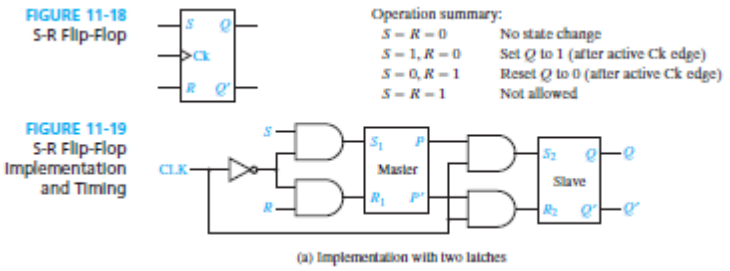 FIGURE 11-18
S-R Flip-Flop
S Q
Ck
R Q'
Operation summary:
S = R = 0 No state change
S = 1, R = 0 Set Q to 1 (after active Ck edge)
S = 0, R = 1 Reset Q to 0 (after active Ck edge)
S = R = 1 Not allowed
FIGURE 11-19
S-R Flip-Flop
Implementation
and Timing
S
CLK
R
S1 P
Master
R1 P'
S2 Q Q
Slave
R2 Q' Q'
(a) Implementation with two latches